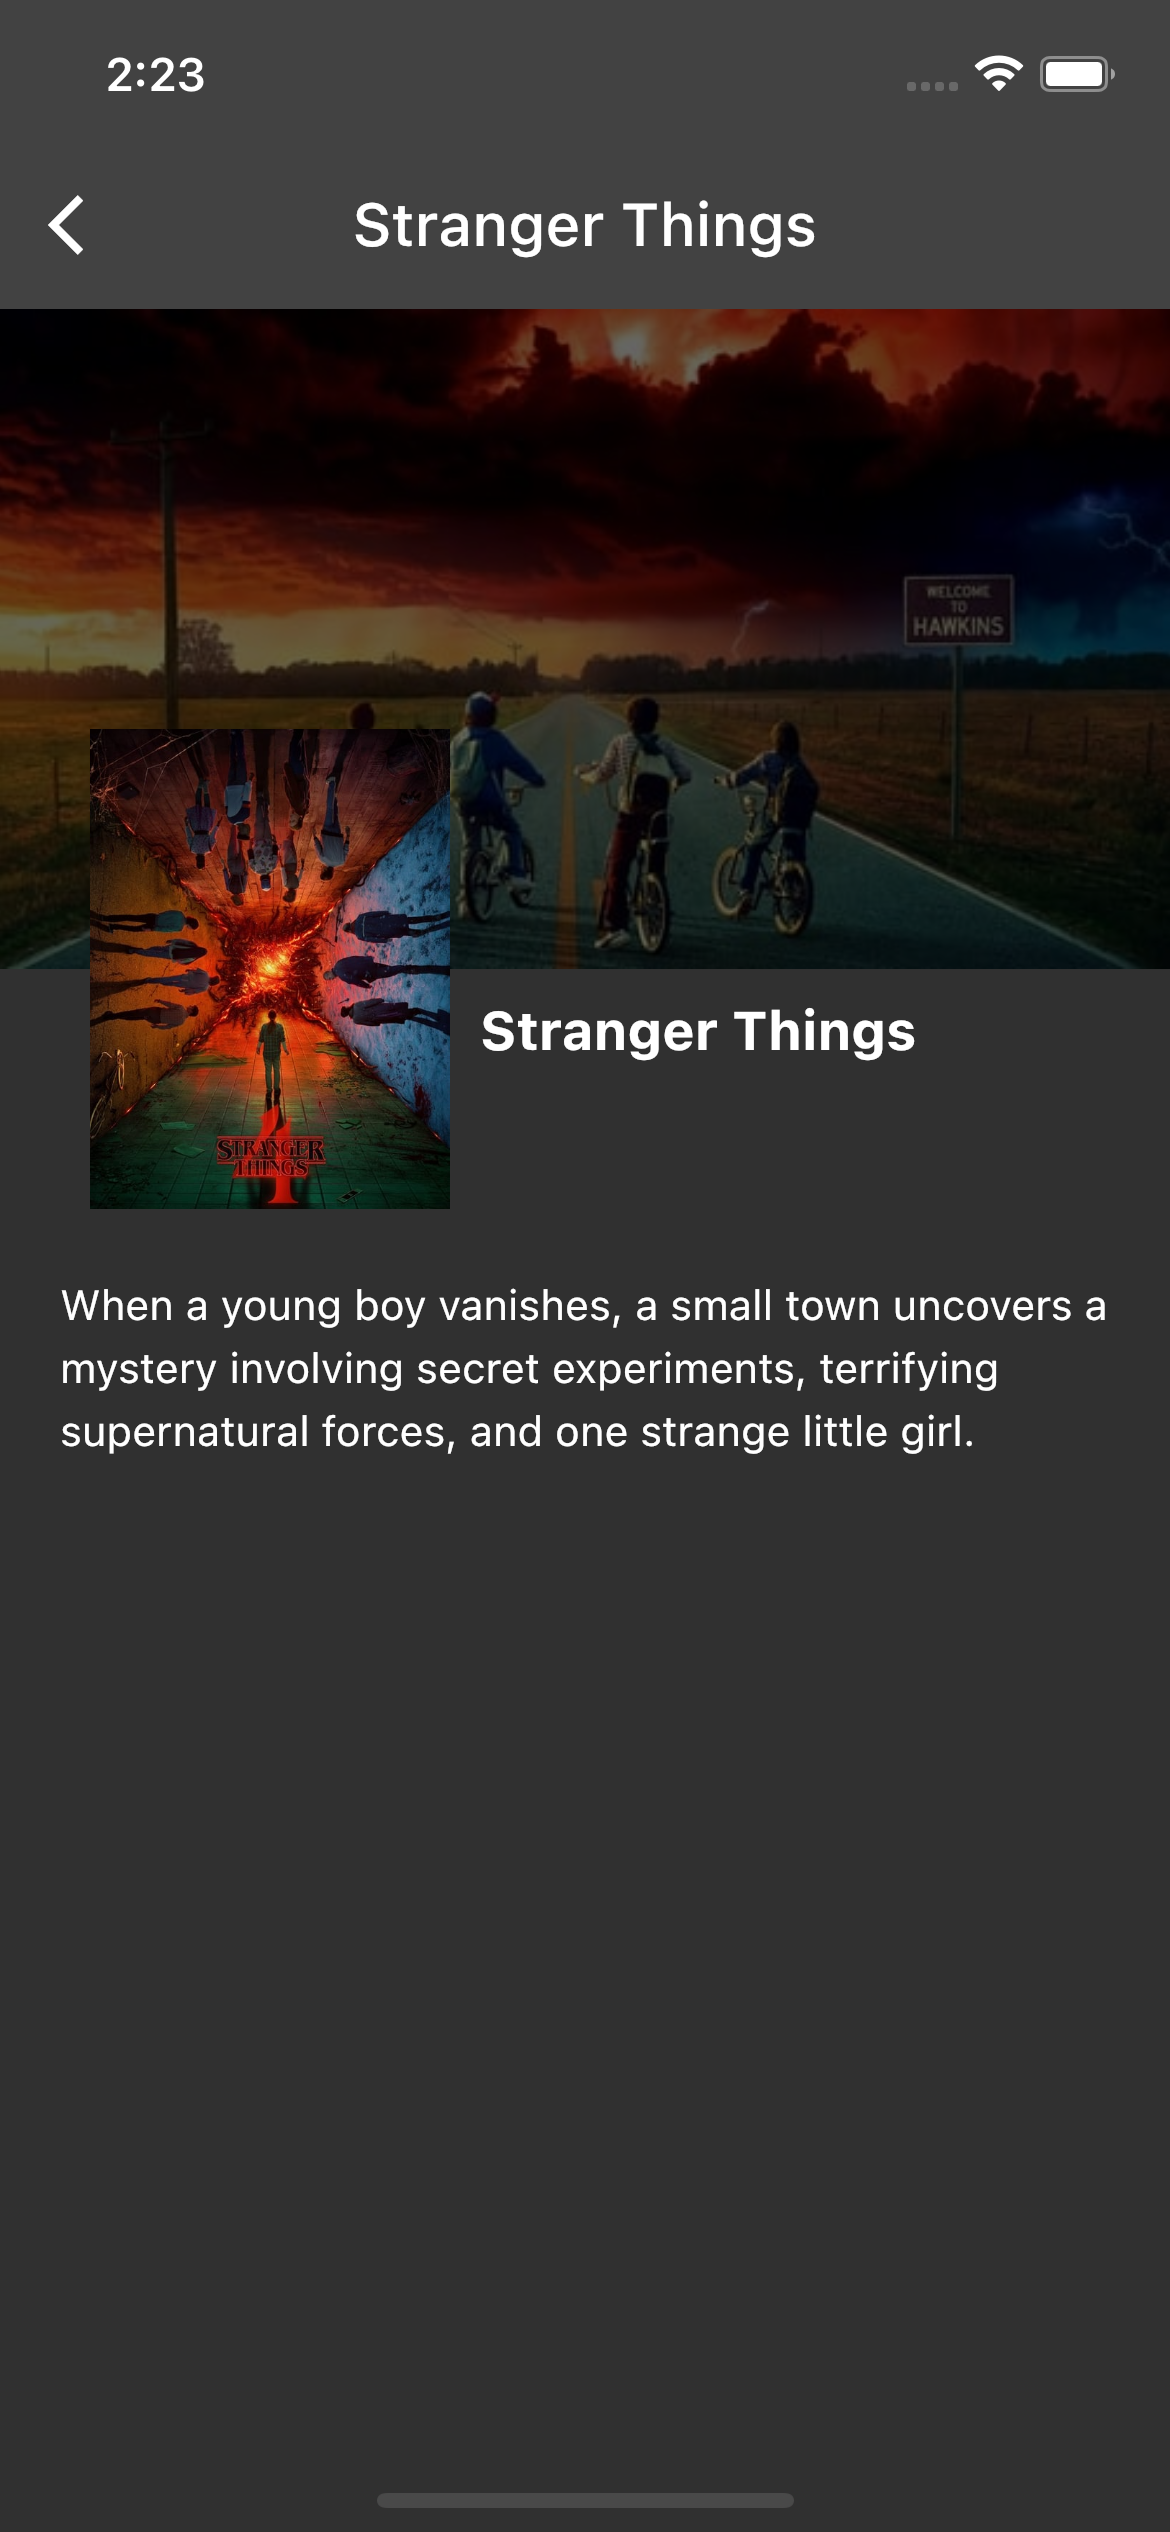 2:23
Stranger Things
WELCOME
TO
HAWKINS
STRANGER
THINGS
4
Stranger Things
When a young boy vanishes, a small town uncovers a
mystery involving secret experiments, terrifying
supernatural forces, and one strange little girl.